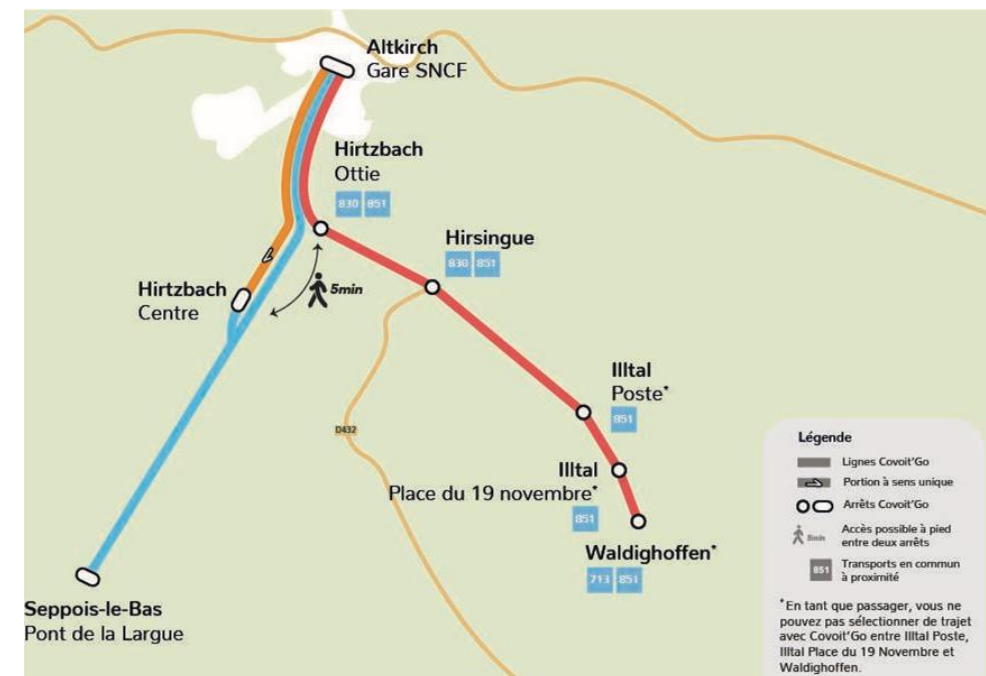 Altkirch
Gare SNCF
Hirtzbach
Ottie
830 851
Hirsingue
830 851
5min
Hirtzbach
Centre
Illtal
Poste*
851
D432
Illtal
Place du 19 novembre*
851
Waldighoffen*
713 851
Seppois-le-Bas
Pont de la Largue
Légende
Lignes Covoit'Go
Portion à sens unique
Arrêts Covoit'Go
5min
Accès possible à pied
entre deux arrêts
851
Transports en commun
à proximité
*En tant que passager, vous ne
pouvez pas sélectionner de trajet
avec Covoit'Go entre Illtal Poste,
Illtal Place du 19 Novembre et
Waldighoffen.